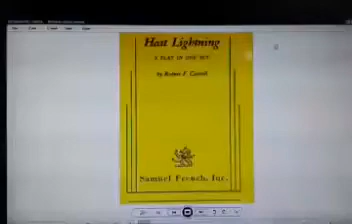 Heat Lightning
A PLAY IN ONE ACT
by Robert F. Carroll
Samuel French, Inc.